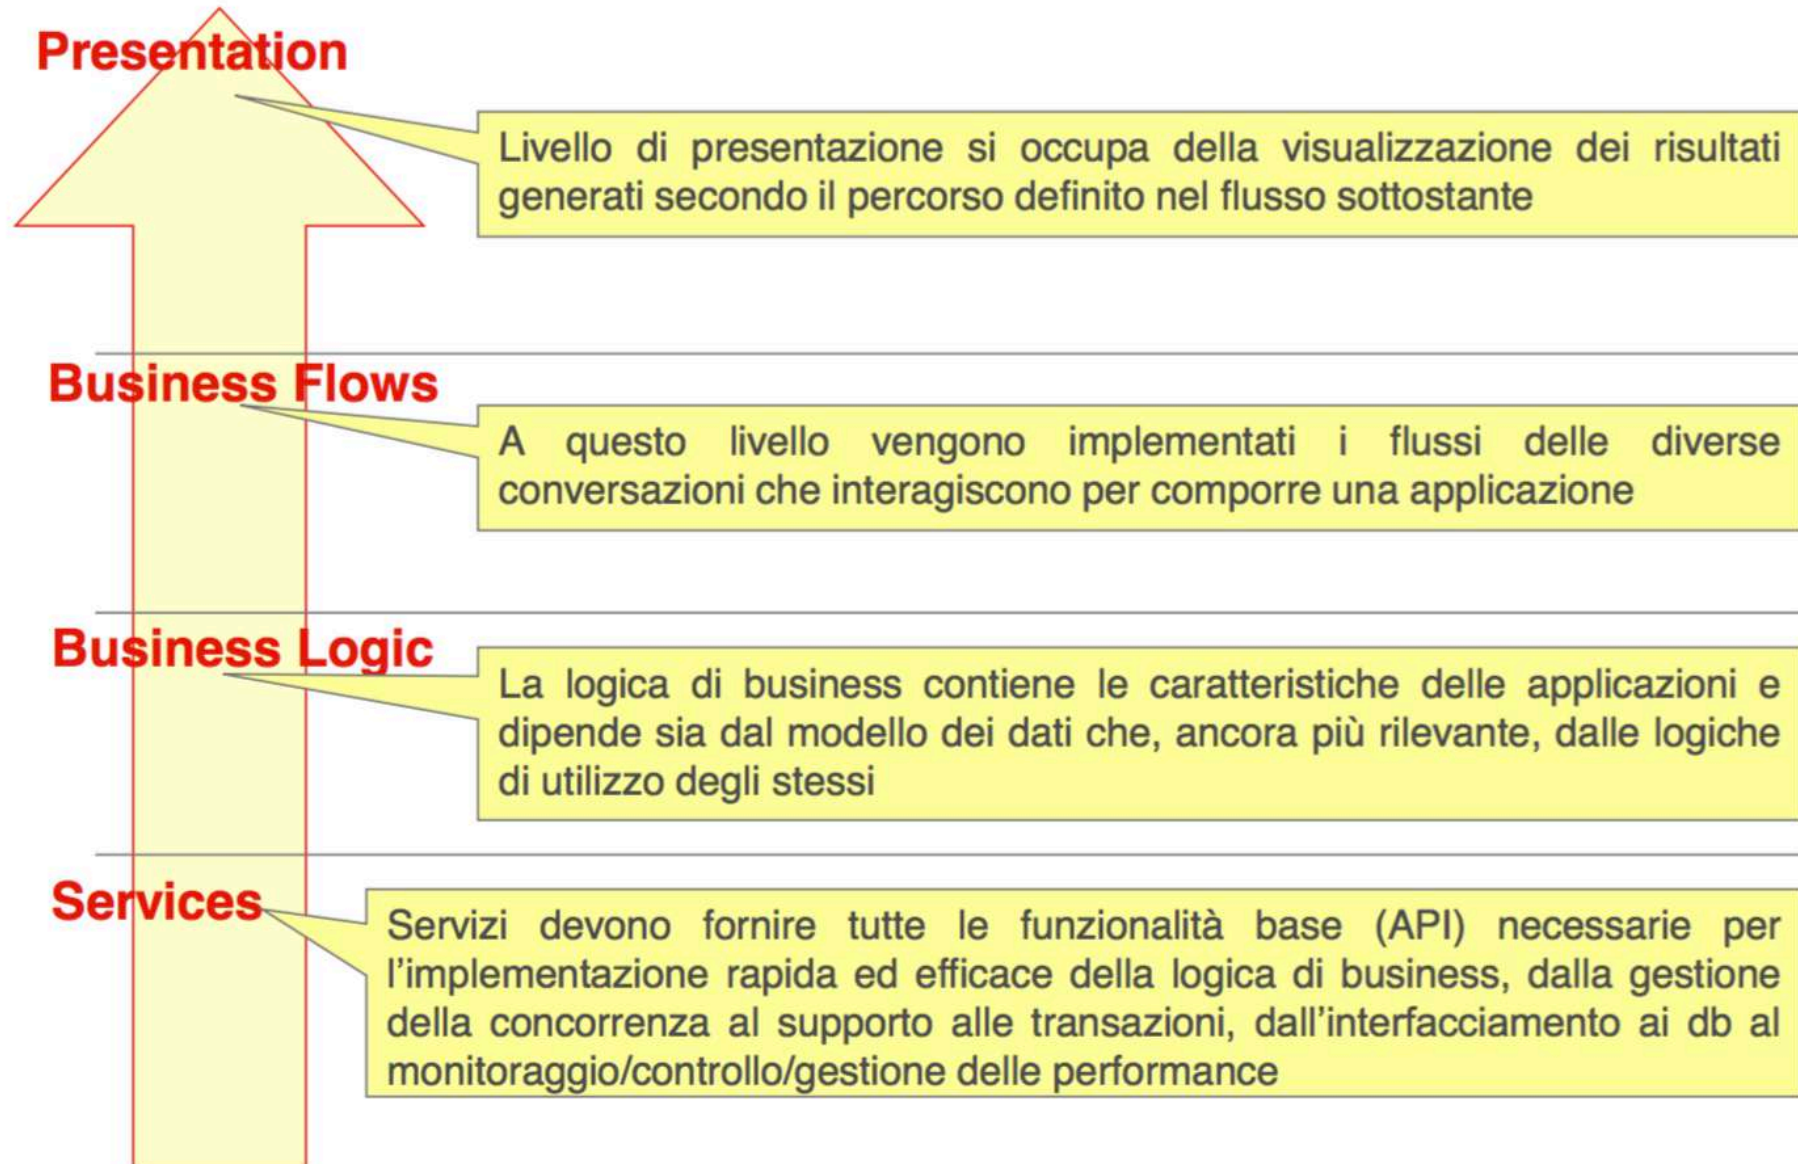 Presentation
Livello di presentazione si occupa della visualizzazione dei risultati
generati secondo il percorso definito nel flusso sottostante
Business Flows
A questo livello vengono implementati i flussi delle diverse
conversazioni che interagiscono per comporre una applicazione
Business Logic
La logica di business contiene le caratteristiche delle applicazioni e
dipende sia dal modello dei dati che, ancora più rilevante, dalle logiche
di utilizzo degli stessi
Services
Servizi devono fornire tutte le funzionalità base (API) necessarie per
l'implementazione rapida ed efficace della logica di business, dalla gestione
della concorrenza al supporto alle transazioni, dall'interfacciamento ai db al
monitoraggio/controllo/gestione delle performance